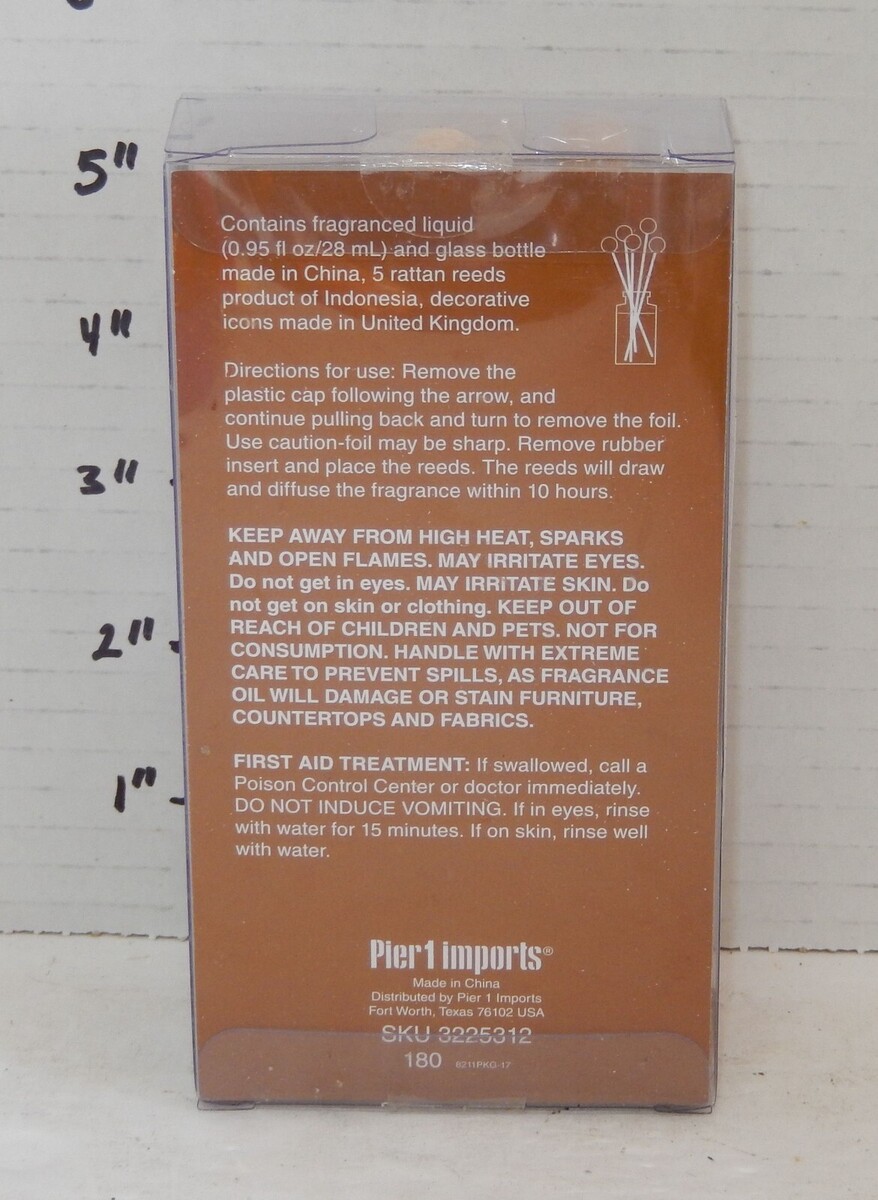 5"
4"
3"
2"
1"
Contains fragranced liquid
(0.95 fl oz/28 mL) and glass bottle
made in China, 5 rattan reeds
product of Indonesia, decorative
icons made in United Kingdom.
Directions for use: Remove the
plastic cap following the arrow, and
continue pulling back and turn to remove the foil.
Use caution-foil may be sharp. Remove rubber
insert and place the reeds. The reeds will draw
and diffuse the fragrance within 10 hours.
KEEP AWAY FROM HIGH HEAT, SPARKS
AND OPEN FLAMES. MAY IRRITATE EYES.
Do not get in eyes. MAY IRRITATE SKIN. Do
not get on skin or clothing. KEEP OUT OF
REACH OF CHILDREN AND PETS. NOT FOR
CONSUMPTION. HANDLE WITH EXTREME
CARE TO PREVENT SPILLS, AS FRAGRANCE
OIL WILL DAMAGE OR STAIN FURNITURE,
COUNTERTOPS AND FABRICS.
FIRST AID TREATMENT: If swallowed, call a
Poison Control Center or doctor immediately.
DO NOT INDUCE VOMITING. If in eyes, rinse
with water for 15 minutes. If on skin, rinse well
with water.
Pier 1 imports®
Made in China
Distributed by Pier 1 Imports
Fort Worth, Texas 76102 USA
SKU 3225312
180 8211PKG-17